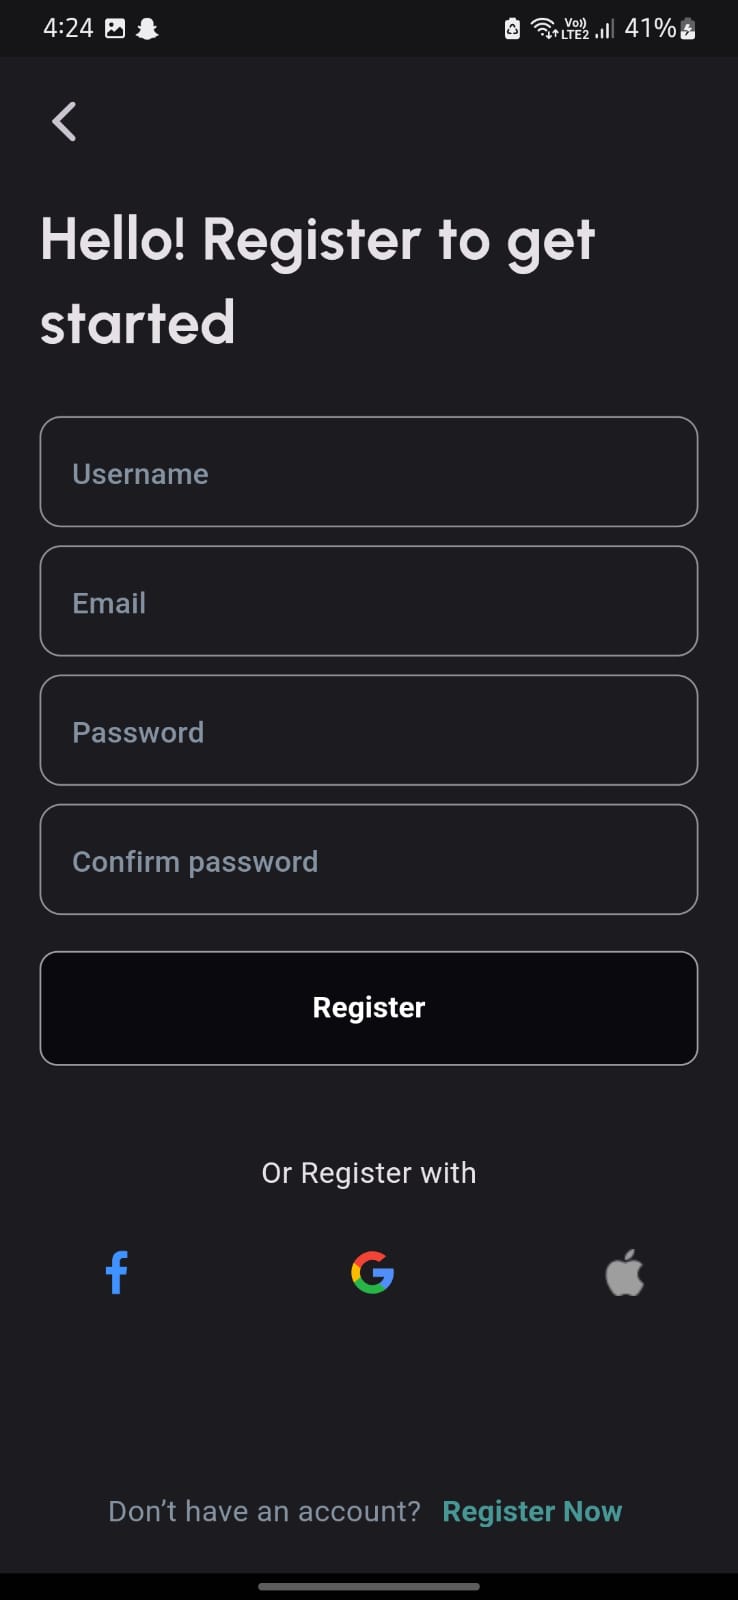 4:24 Vo)) LTE2 41%
Hello! Register to get
started
Username
Email
Password
Confirm password
Register
Or Register with
Don’t have an account? Register Now